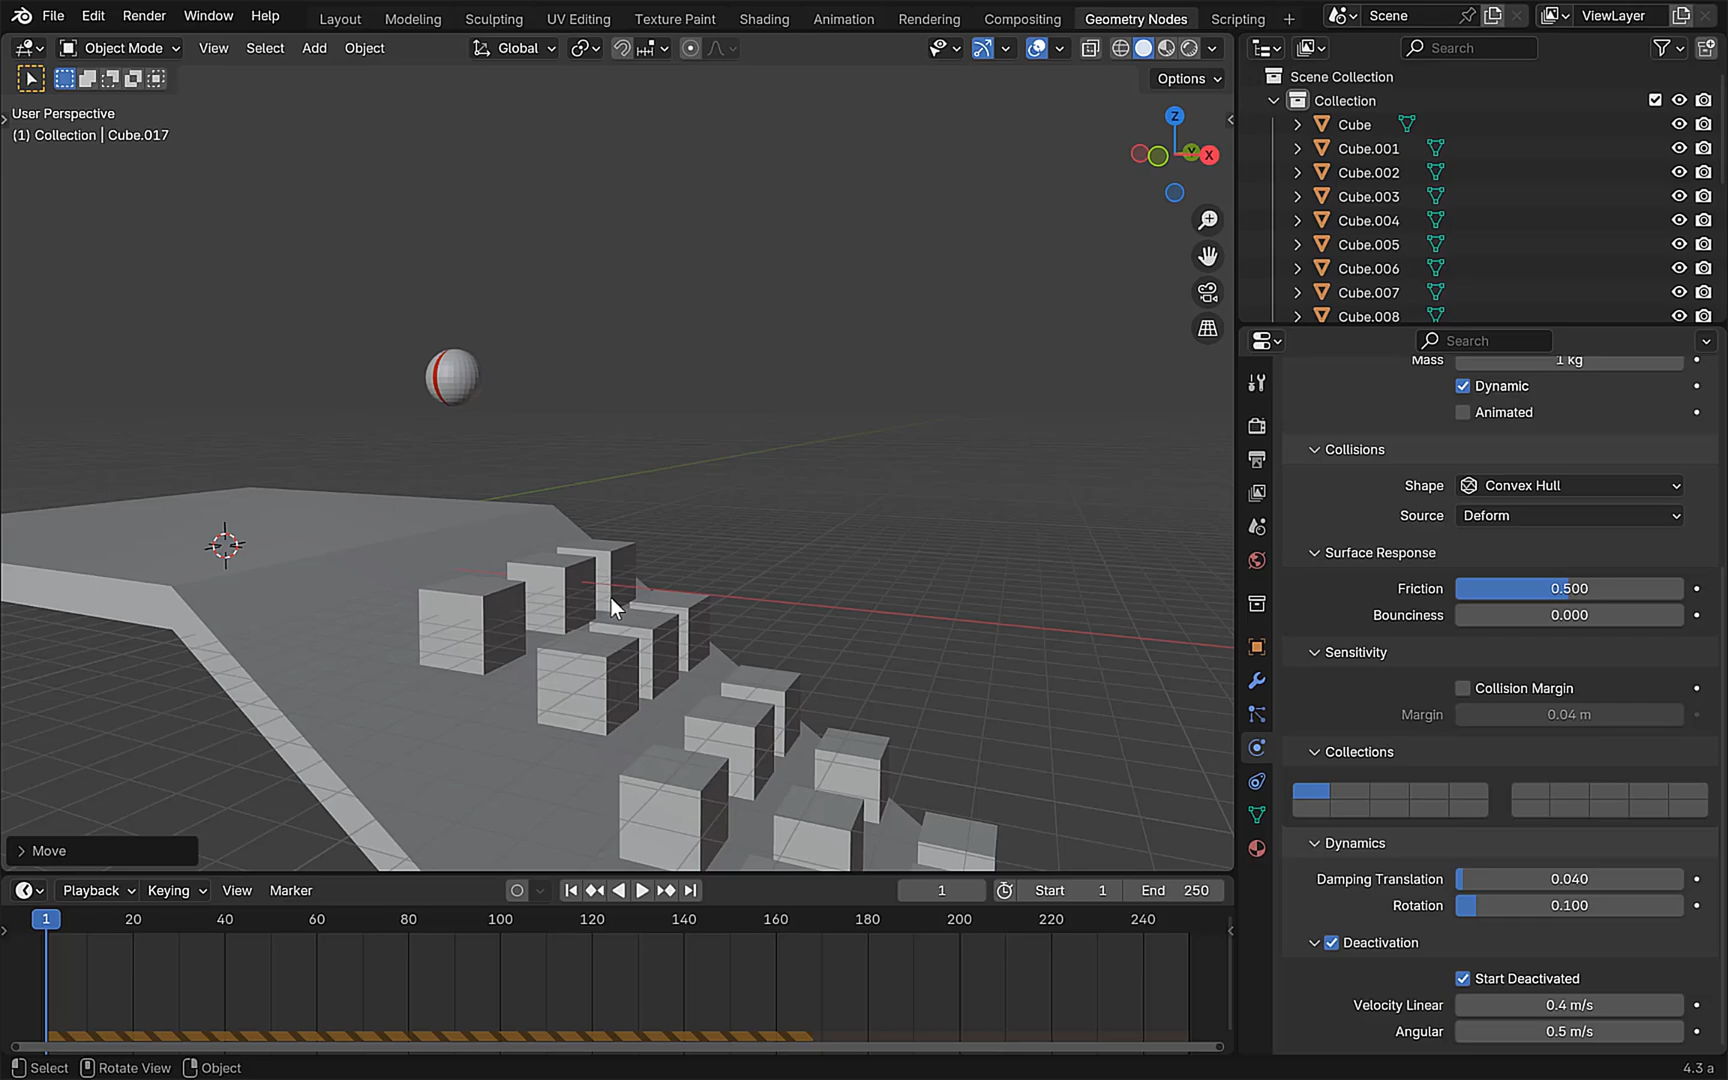 File Edit Render Window Help Layout Modeling Sculpting UV Editing Texture Paint Shading Animation Rendering Compositing Geometry Nodes Scripting + Scene ViewLayer
Object Mode View Select Add Object Global Search
Options
User Perspective
(1) Collection | Cube.017
Z
Y
X
Scene Collection
Collection
Cube
Cube.001
Cube.002
Cube.003
Cube.004
Cube.005
Cube.006
Cube.007
Cube.008
Search
Mass 1 kg
Dynamic
Animated
Collisions
Shape Convex Hull
Source Deform
Surface Response
Friction 0.500
Bounciness 0.000
Sensitivity
Collision Margin
Margin 0.04 m
Collections
Dynamics
Damping Translation 0.040
Rotation 0.100
Deactivation
Start Deactivated
Velocity Linear 0.4 m/s
Angular 0.5 m/s
Move
Playback Keying View Marker 1 Start 1 End 250
1 20 40 60 80 100 120 140 160 180 200 220 240
Select Rotate View Object 4.3 a